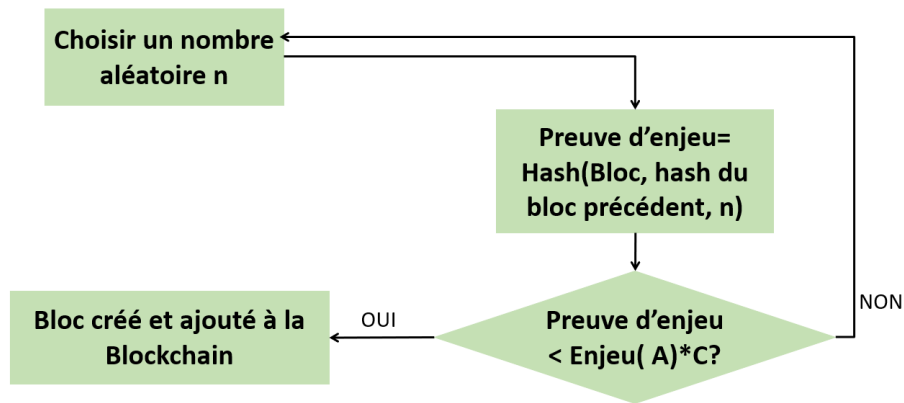 Choisir un nombre
aléatoire n
Preuve d'enjeu=
Hash(Bloc, hash du
bloc précédent, n)
Preuve d'enjeu
< Enjeu( A)*C?
NON
OUI
Bloc créé et ajouté à la
Blockchain